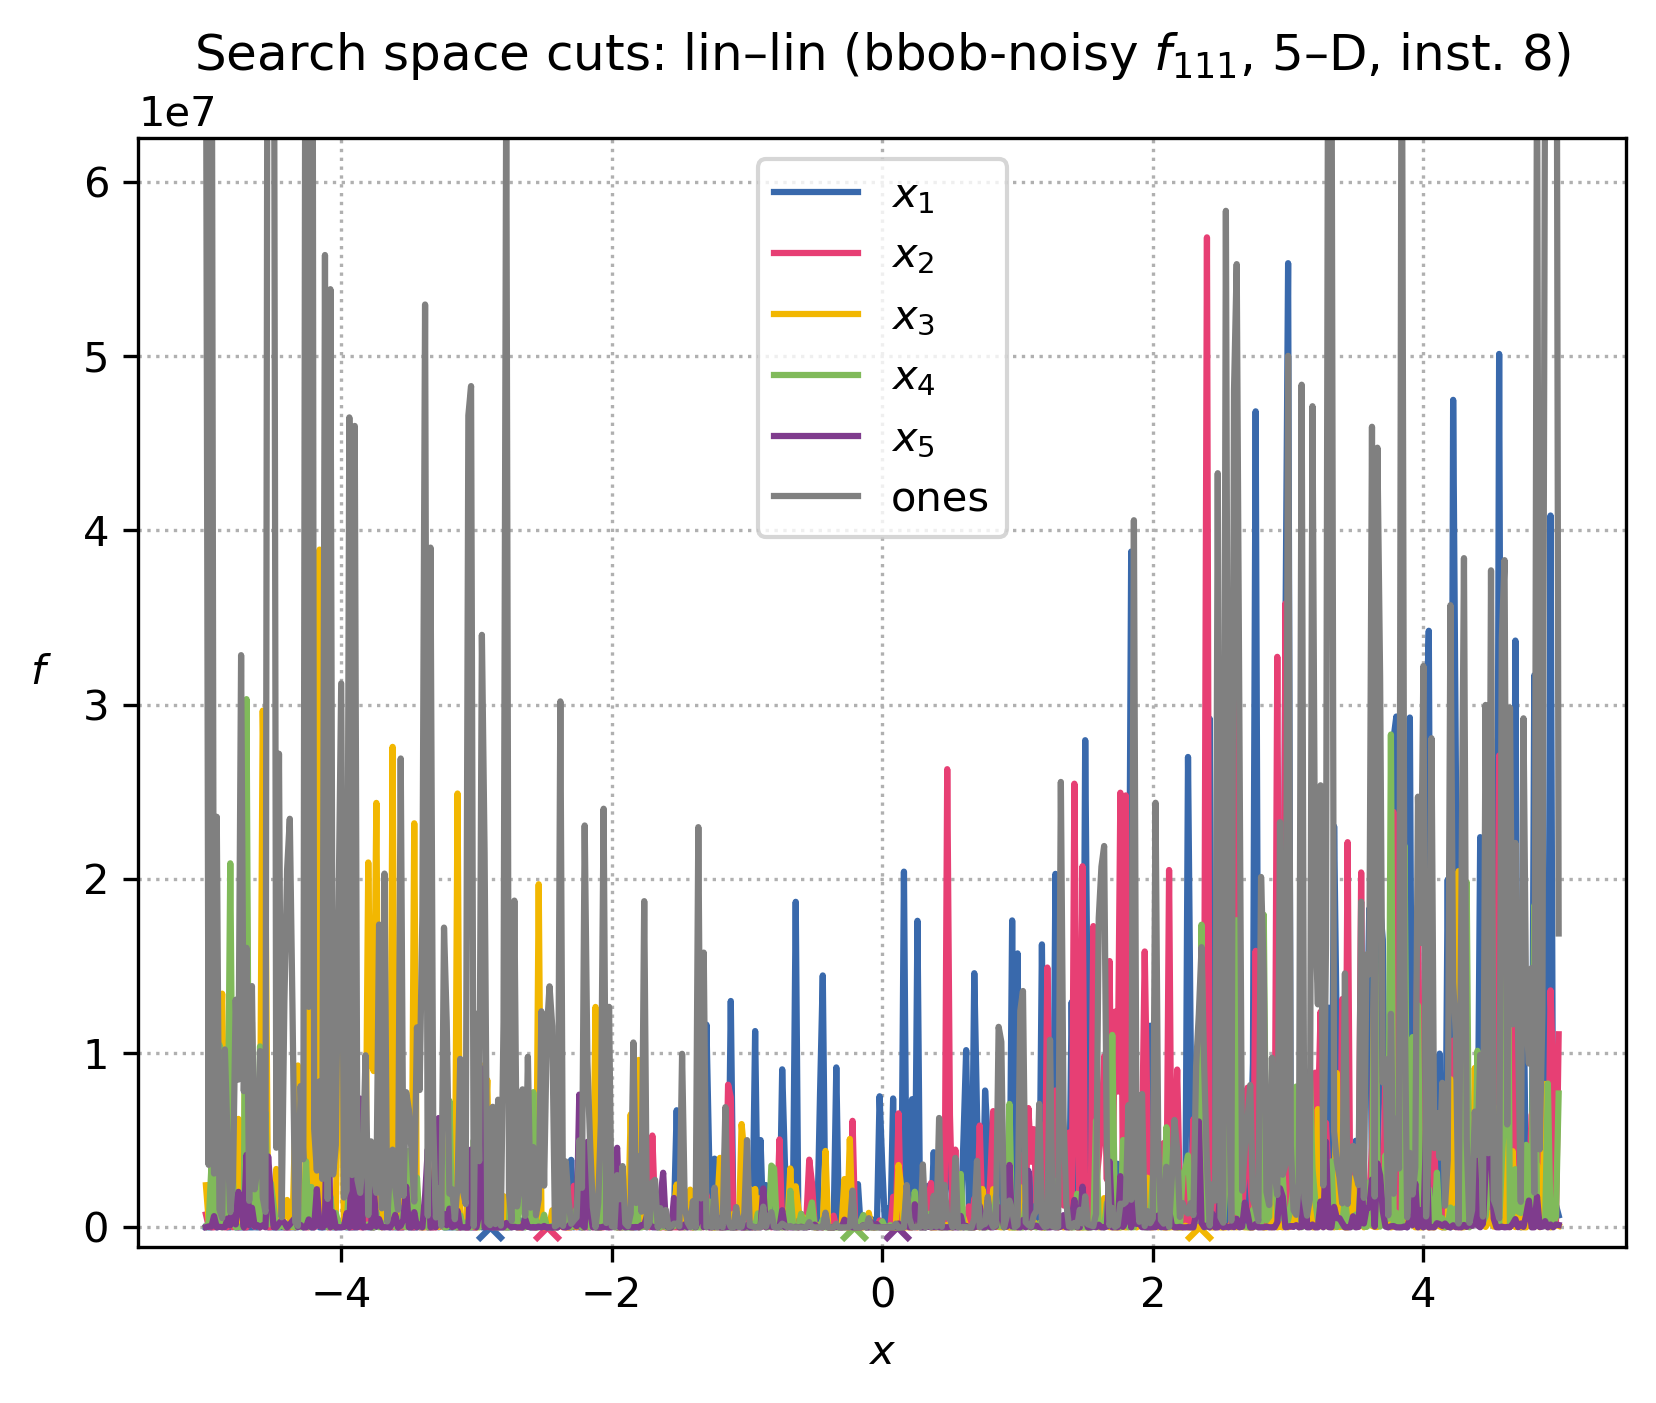 Search space cuts: lin–lin (bbob-noisy f₁₁₁, 5–D, inst. 8)
1e7
6
5
4
3
2
1
0
f
x₁
x₂
x₃
x₄
x₅
ones
−4
−2
0
2
4
x